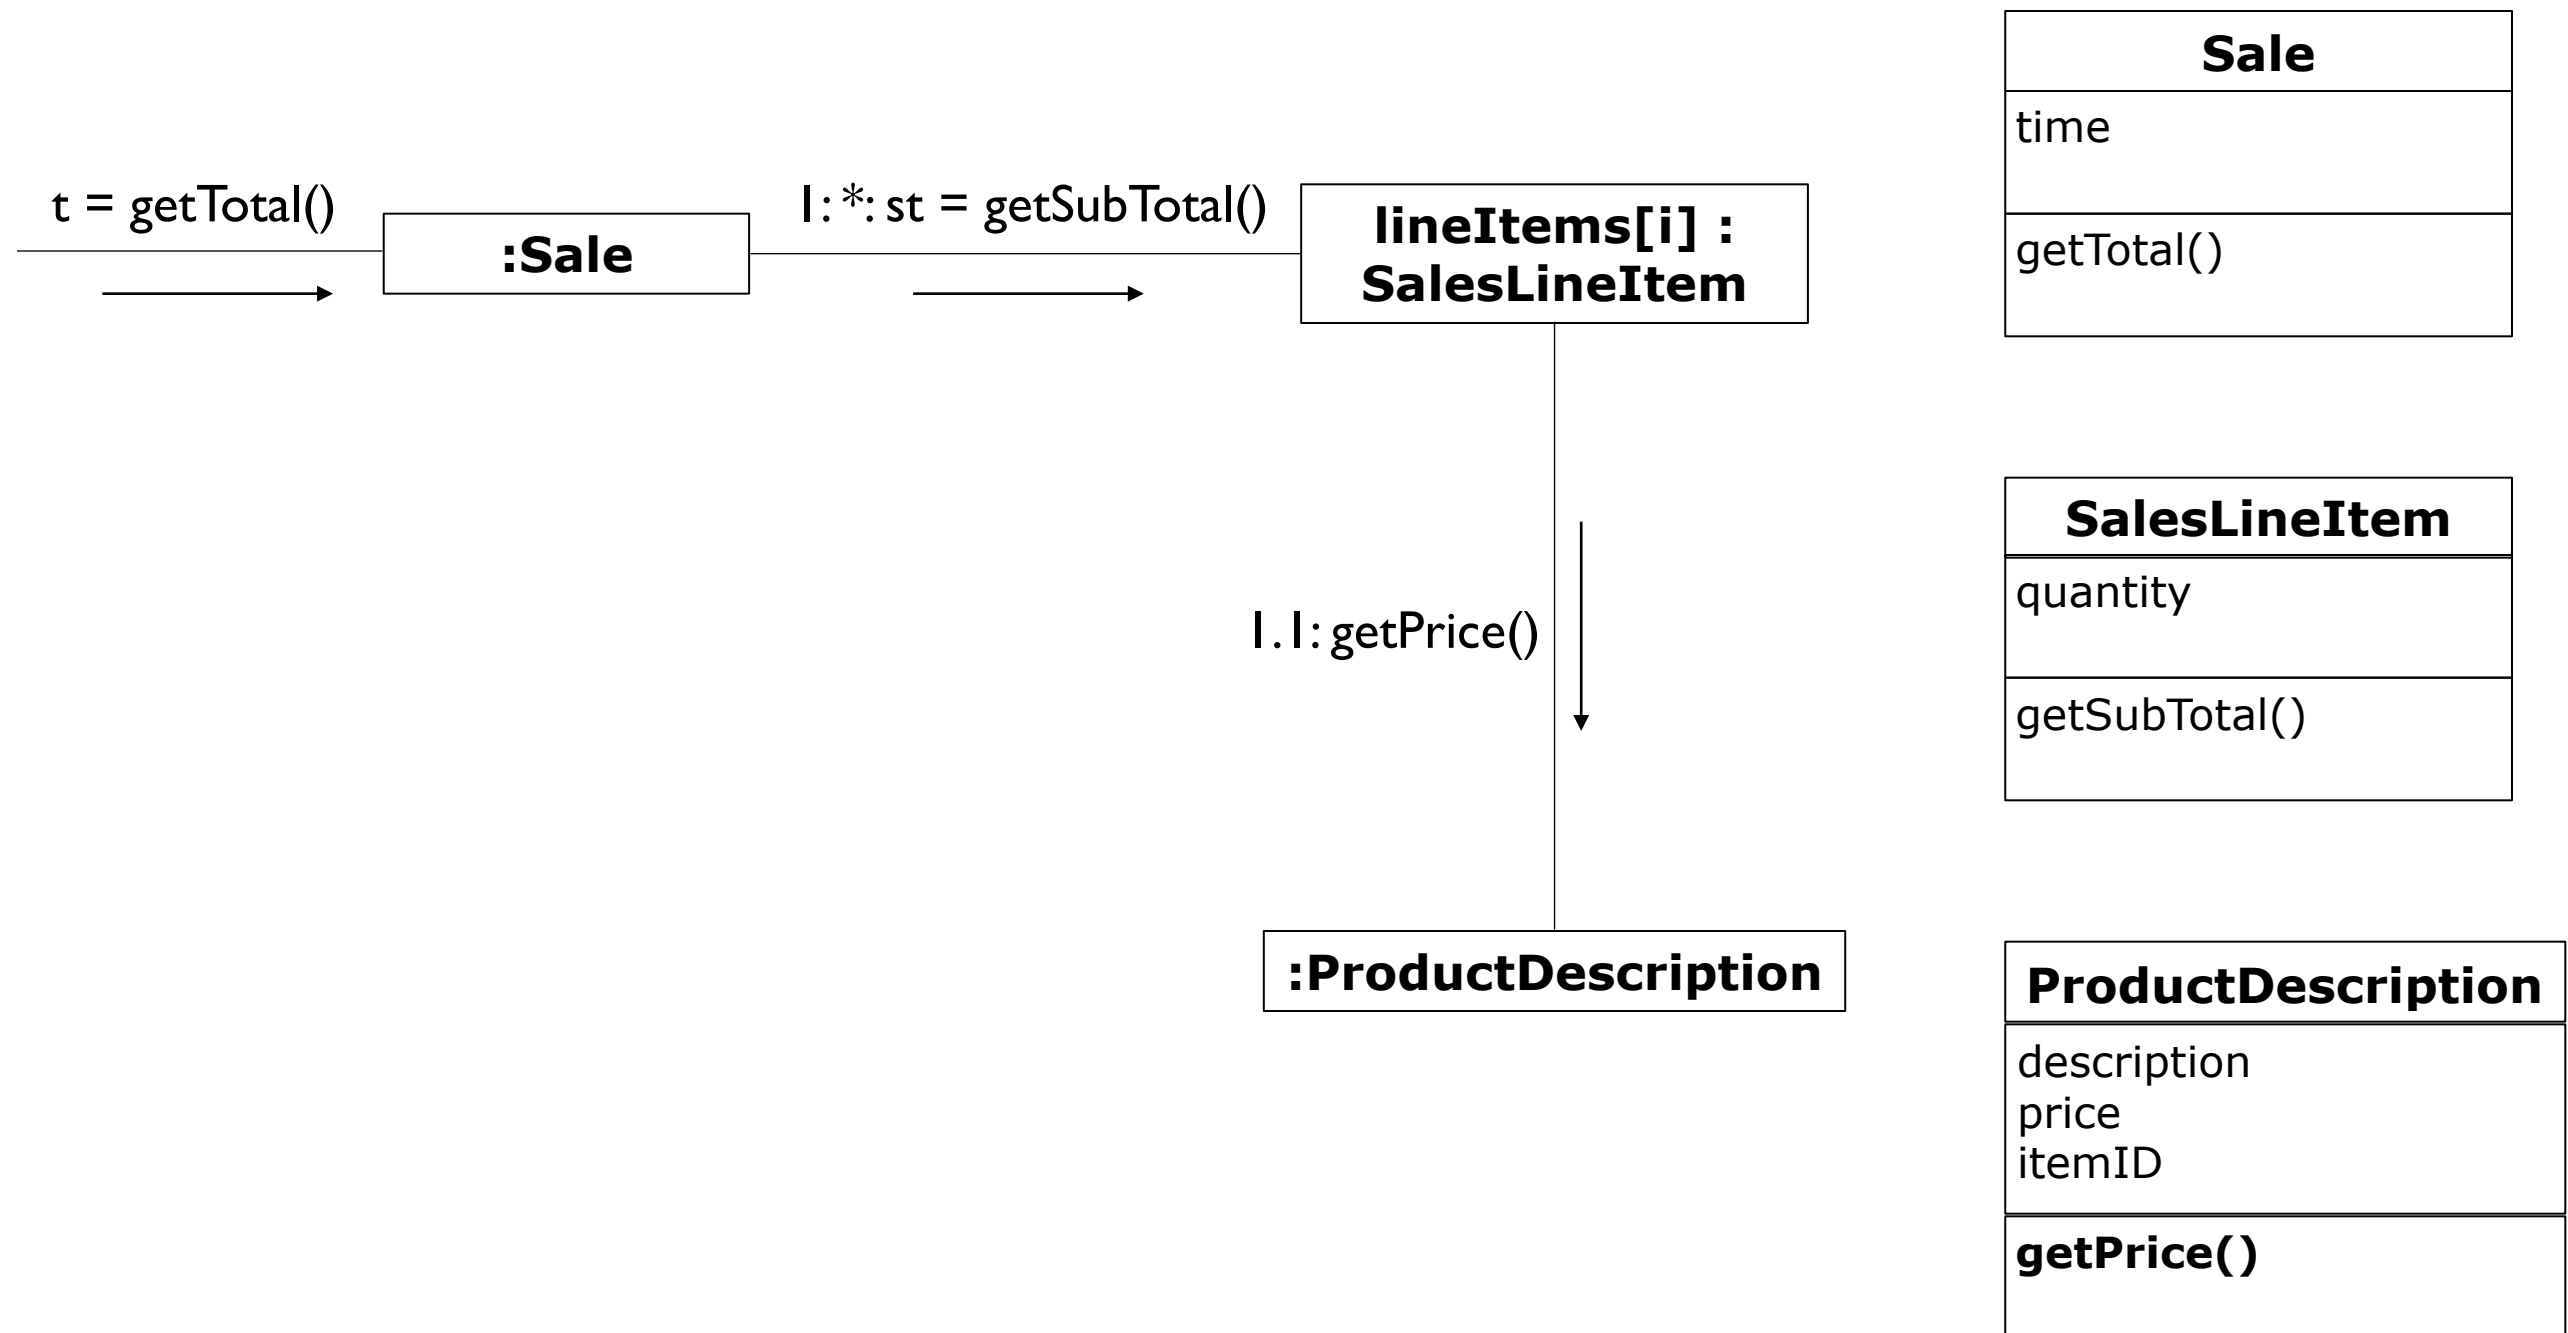 t = getTotal()
:Sale
1: *: st = getSubTotal()
lineItems[i] :
SalesLineItem
1.1: getPrice()
:ProductDescription
Sale
time
getTotal()
SalesLineItem
quantity
getSubTotal()
ProductDescription
description
price
itemID
getPrice()